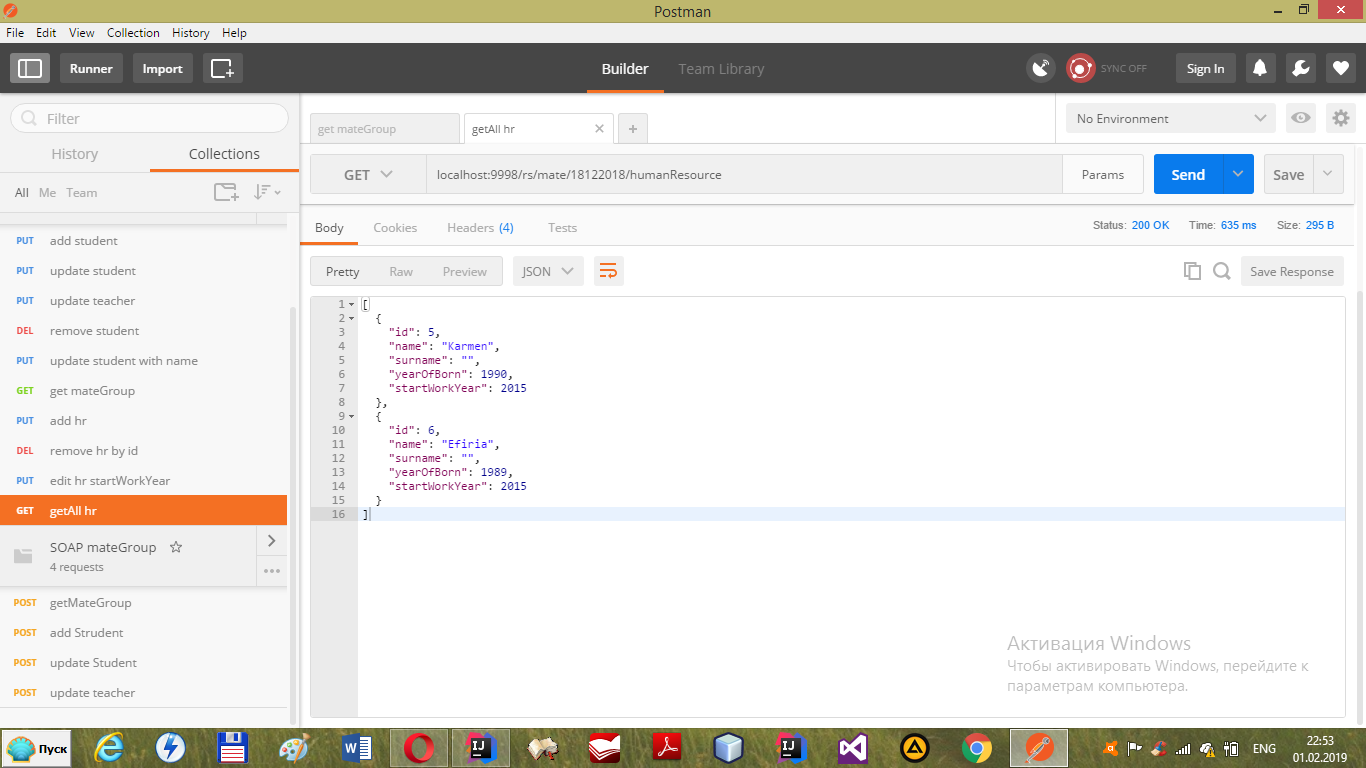 Postman
File Edit View Collection History Help
Runner Import Builder Team Library SYNC OFF Sign In
Filter
History Collections
All Me Team
PUT add student
PUT update student
PUT update teacher
DEL remove student
PUT update student with name
GET get mateGroup
PUT add hr
DEL remove hr by id
PUT edit hr startWorkYear
GET getAll hr
SOAP mateGroup
4 requests
POST getMateGroup
POST add Strudent
POST update Student
POST update teacher
get mateGroup getAll hr
No Environment
GET localhost:9998/rs/mate/18122018/humanResource Params Send Save
Body Cookies Headers (4) Tests Status: 200 OK Time: 635 ms Size: 295 B
Pretty Raw Preview JSON Save Response
1 [
2 {
3 "id": 5,
4 "name": "Karmen",
5 "surname": "",
6 "yearOfBorn": 1990,
7 "startWorkYear": 2015
8 },
9 {
10 "id": 6,
11 "name": "Efiria",
12 "surname": "",
13 "yearOfBorn": 1989,
14 "startWorkYear": 2015
15 }
16 ]
Активация Windows
Чтобы активировать Windows, перейдите к
параметрам компьютера.
Пуск
ENG
22:53
01.02.2019